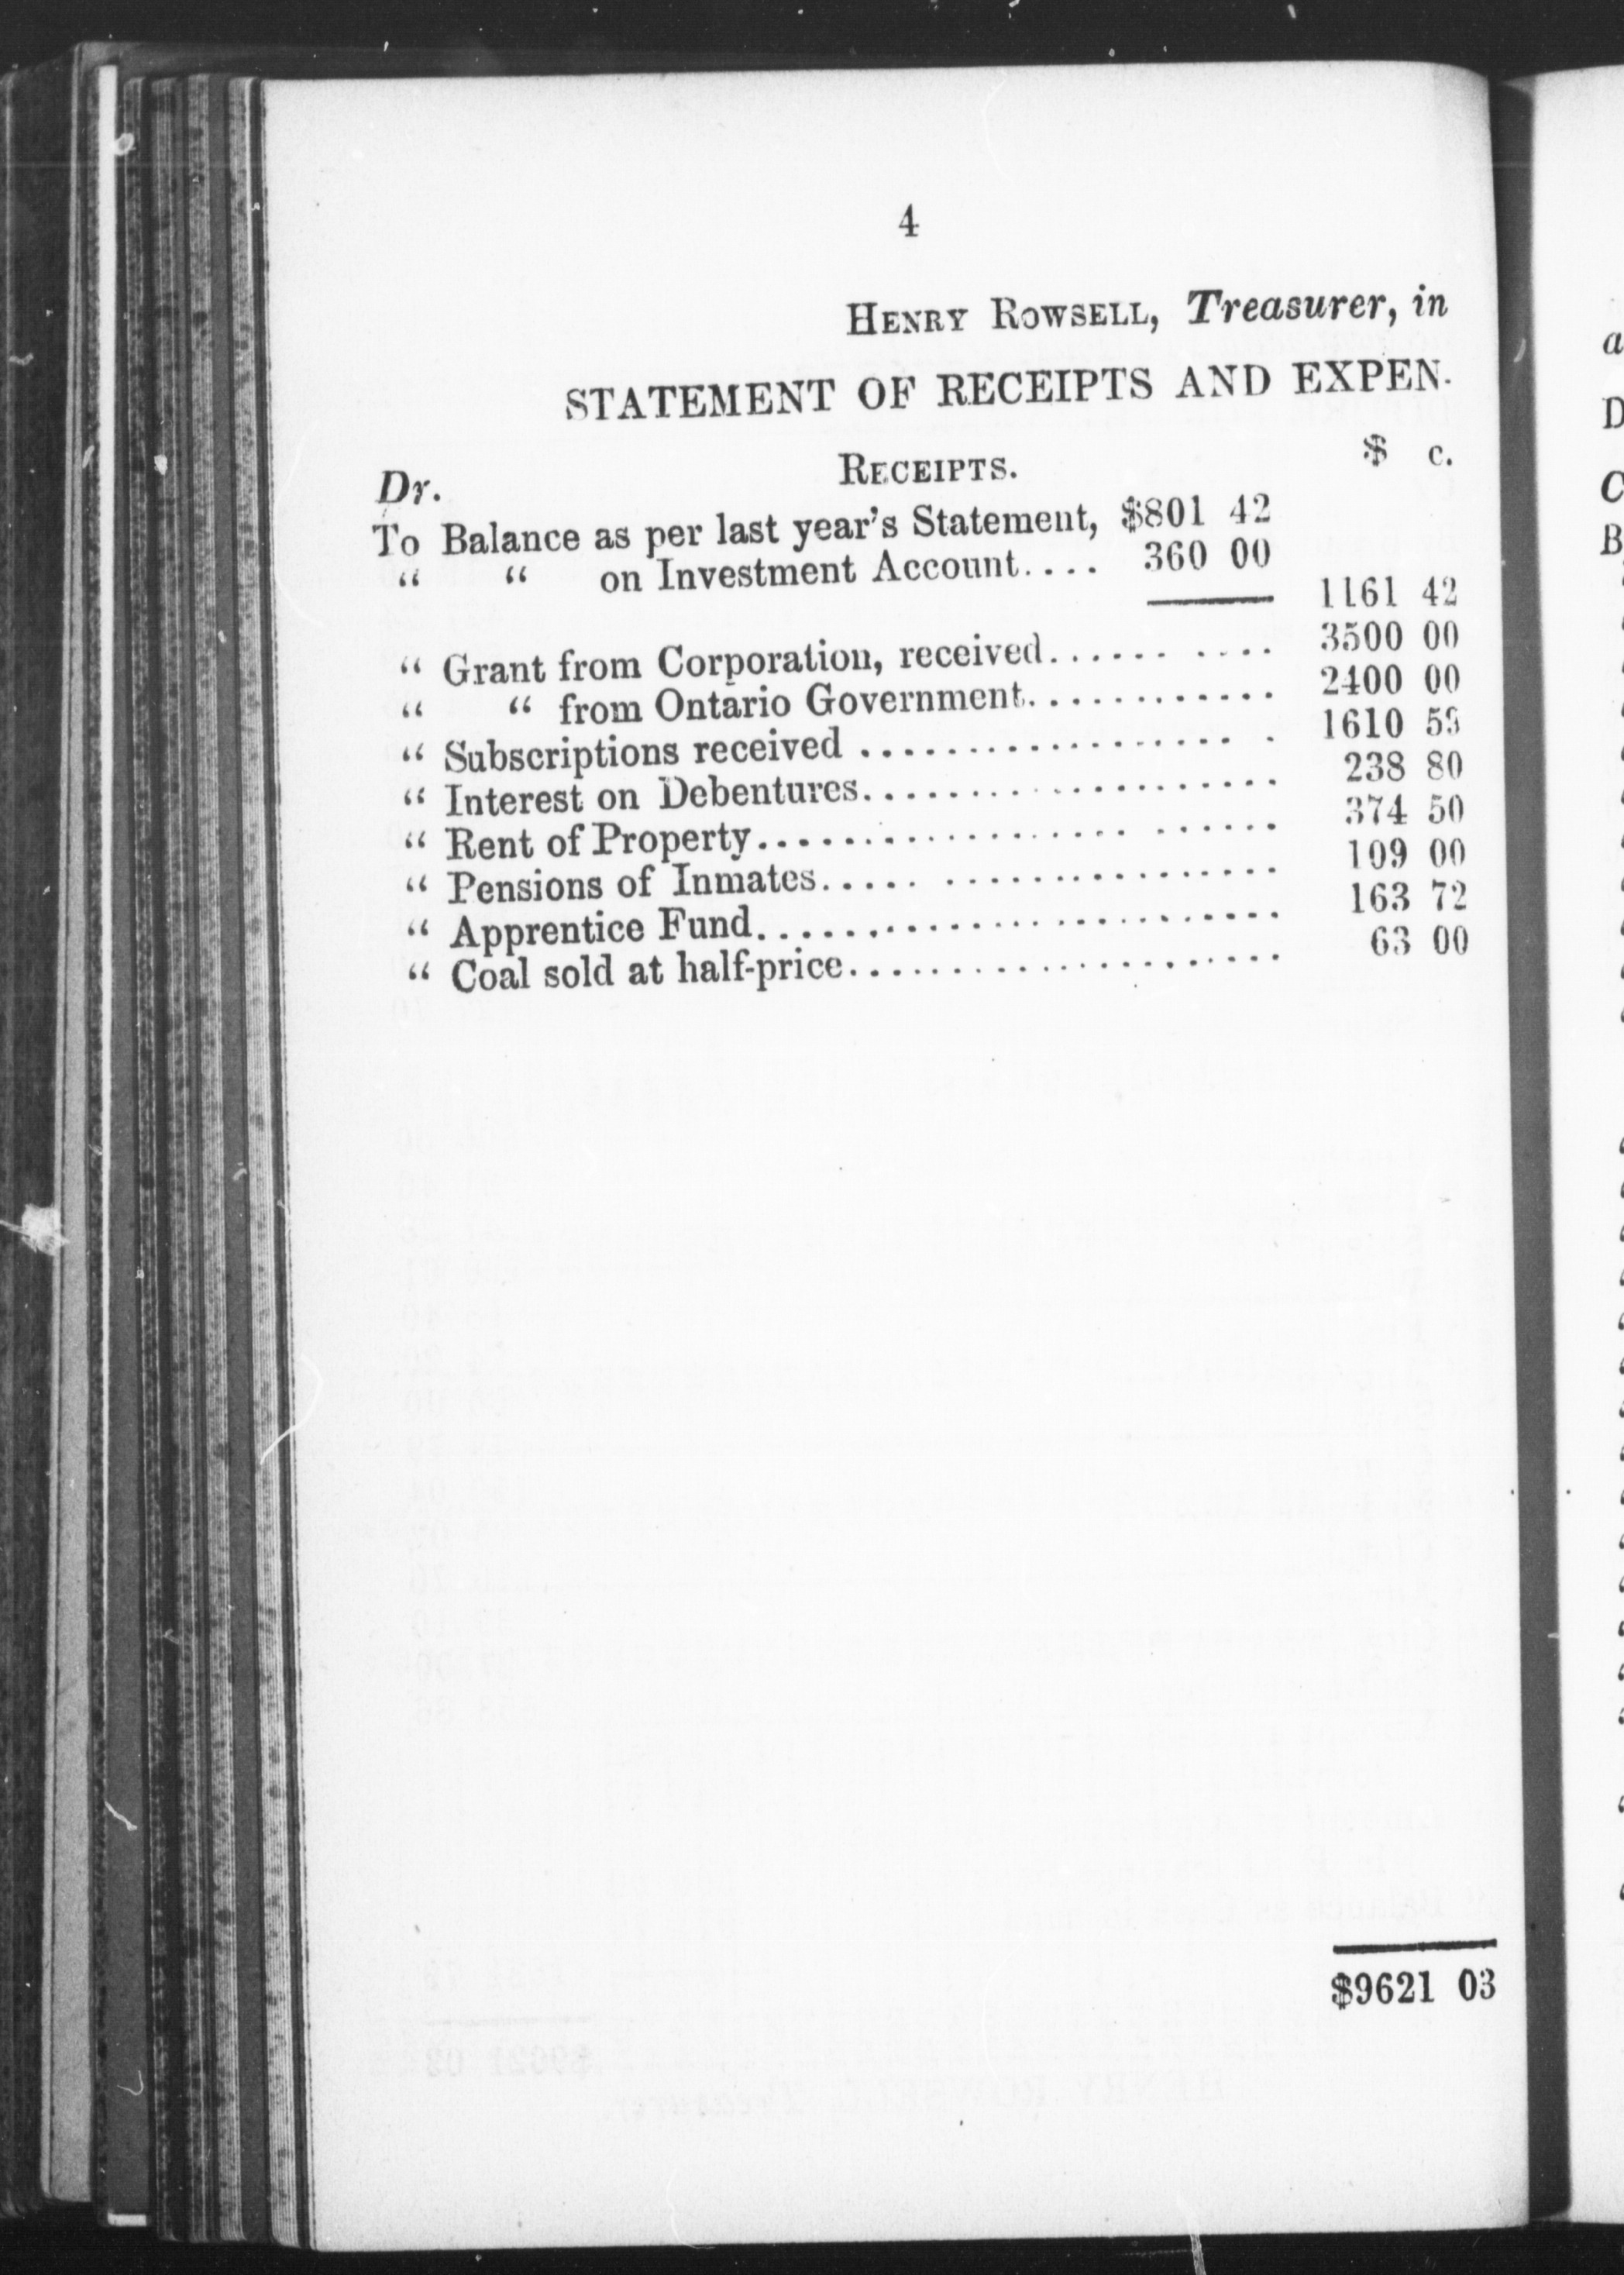 4
HENRY ROWSELL, Treasurer, in
STATEMENT OF RECEIPTS AND EXPEN-
Dr. RECEIPTS. $ c.
To Balance as per last year's Statement, $801 42
“ “ on Investment Account.... 360 00
1161 42
“ Grant from Corporation, received.......... 3500 00
“ “ from Ontario Government............ 2400 00
“ Subscriptions received .................. 1610 59
“ Interest on Debentures................... 238 80
“ Rent of Property....................... 374 50
“ Pensions of Inmates..................... 109 00
“ Apprentice Fund........................ 163 72
“ Coal sold at half-price................... 63 00
$9621 03